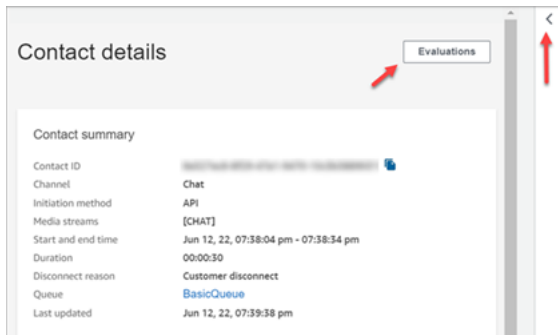 Contact details
Evaluations
Contact summary
Contact ID
Channel Chat
Initiation method API
Media streams [CHAT]
Start and end time Jun 12, 22, 07:38:04 pm - 07:38:34 pm
Duration 00:00:30
Disconnect reason Customer disconnect
Queue BasicQueue
Last updated Jun 12, 22, 07:39:38 pm